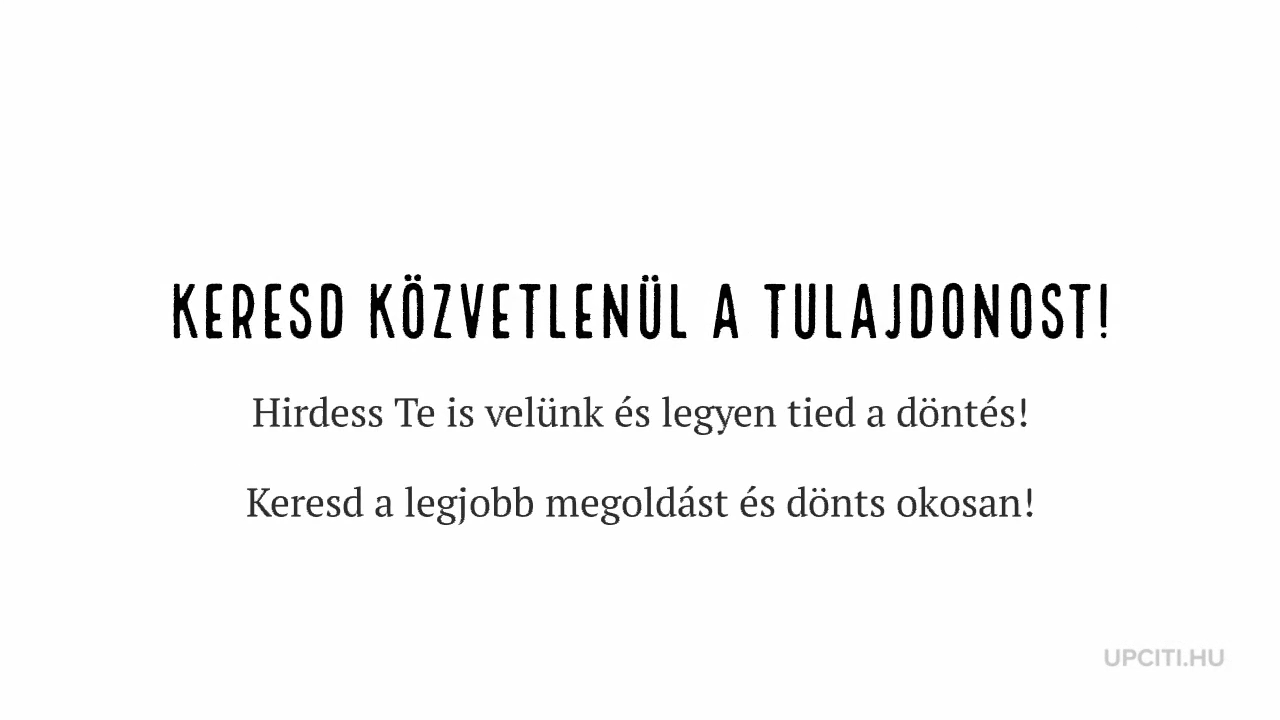 KERESD KÖZVETLENÜL A TULAJDONOST!
Hirdess Te is velünk és legyen tied a döntés!
Keresd a legjobb megoldást és dönts okosan!
UPCITI.HU